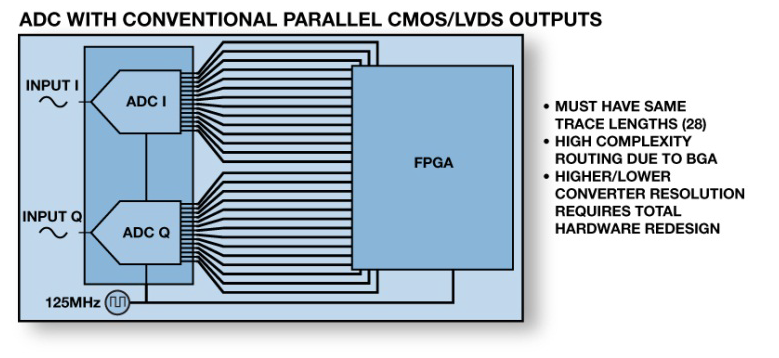 ADC WITH CONVENTIONAL PARALLEL CMOS/LVDS OUTPUTS
INPUT I
ADC I
FPGA
INPUT Q
ADC Q
125MHz
• MUST HAVE SAME
TRACE LENGTHS (28)
• HIGH COMPLEXITY
ROUTING DUE TO BGA
• HIGHER/LOWER
CONVERTER RESOLUTION
REQUIRES TOTAL
HARDWARE REDESIGN